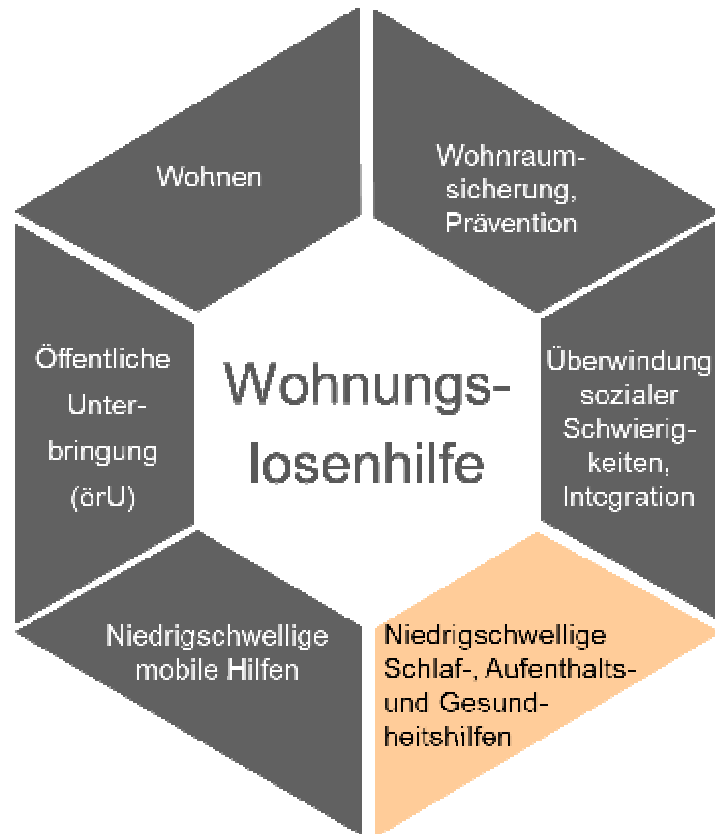 Wohnen
Wohnraum-
sicherung,
Prävention
Öffentliche
Unter-
bringung
(örU)
Wohnungs-
losenhilfe
Überwindung
sozialer
Schwierig-
keiten,
Intogration
Niedrigschwellige
mobile Hilfen
Niedrigschwellige
Schlaf-, Aufenthalts-
und Gesund-
heitshilfen